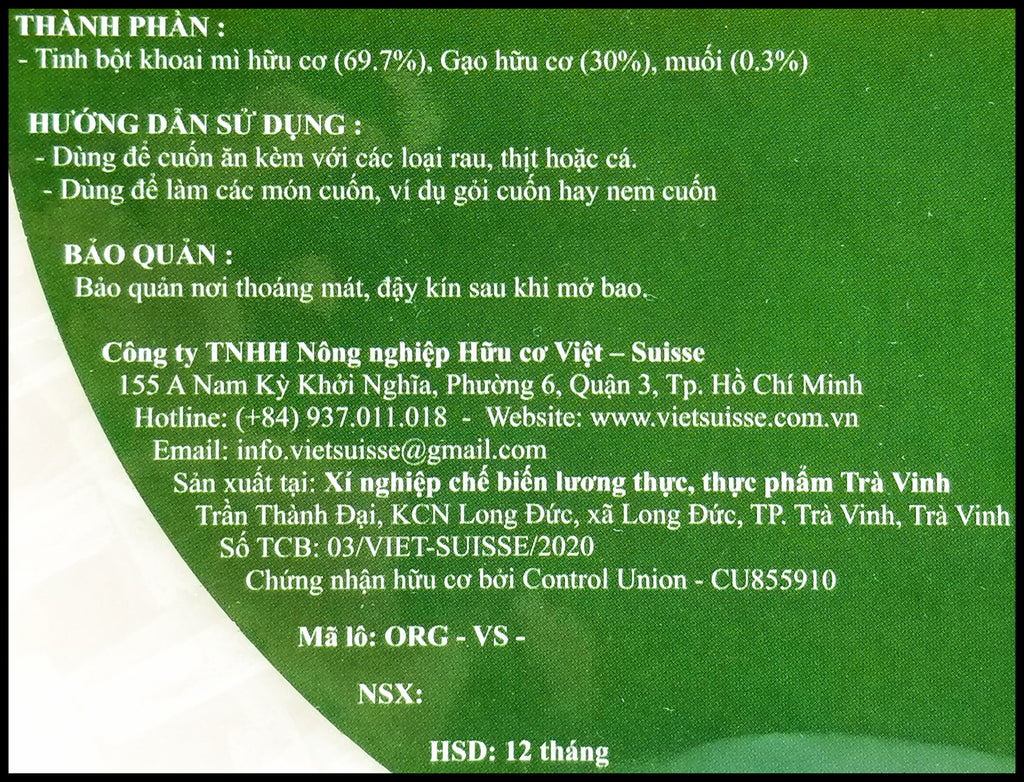 THÀNH PHẦN :
- Tinh bột khoai mì hữu cơ (69.7%), Gạo hữu cơ (30%), muối (0.3%)
HƯỚNG DẪN SỬ DỤNG :
- Dùng để cuốn ăn kèm với các loại rau, thịt hoặc cá.
- Dùng để làm các món cuốn, ví dụ gỏi cuốn hay nem cuốn
BẢO QUẢN :
Bảo quản nơi thoáng mát, đậy kín sau khi mở bao.
Công ty TNHH Nông nghiệp Hữu cơ Việt – Suisse
155 A Nam Kỳ Khởi Nghĩa, Phường 6, Quận 3, Tp. Hồ Chí Minh
Hotline: (+84) 937.011.018 - Website: www.vietsuisse.com.vn
Email: info.vietsuisse@gmail.com
Sản xuất tại: Xí nghiệp chế biến lương thực, thực phẩm Trà Vinh
Trần Thành Đại, KCN Long Đức, xã Long Đức, TP. Trà Vinh, Trà Vinh
Số TCB: 03/VIET-SUISSE/2020
Chứng nhận hữu cơ bởi Control Union - CU855910
Mã lô: ORG - VS -
NSX:
HSD: 12 tháng